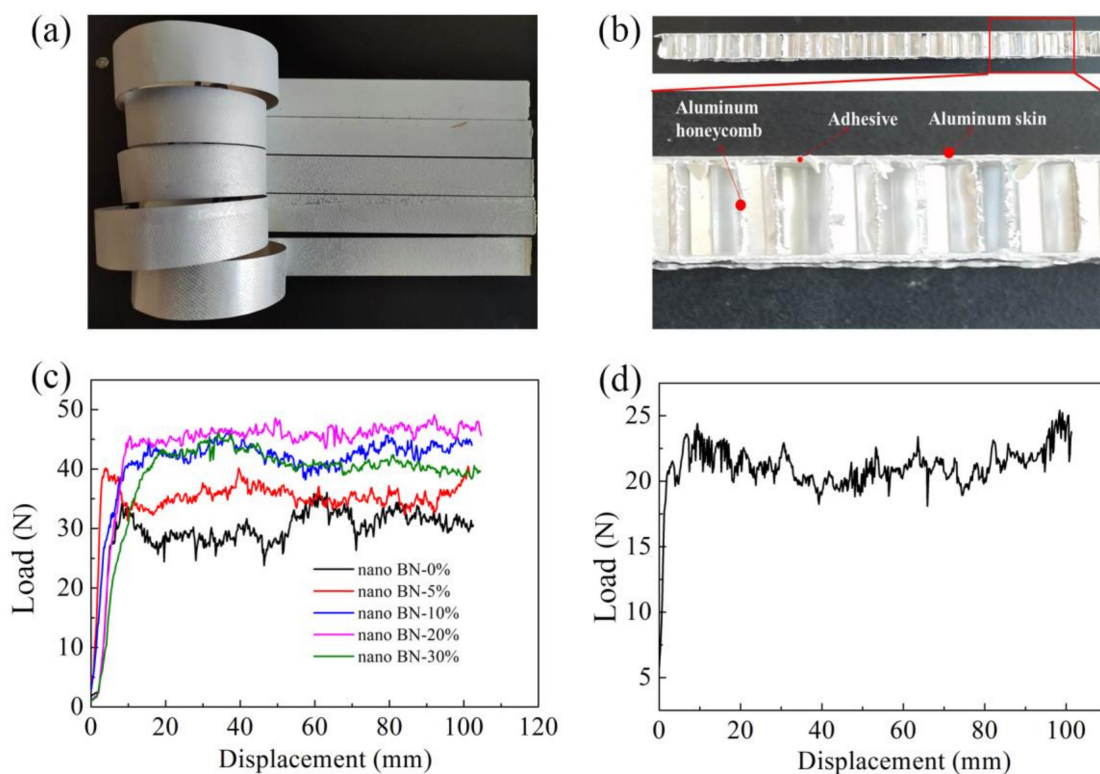 (a)
(b)
Aluminum
honeycomb
Adhesive
Aluminum skin
(c)
Load (N)
50
40
30
20
10
0
0 20 40 60 80 100 120
Displacement (mm)
nano BN-0%
nano BN-5%
nano BN-10%
nano BN-20%
nano BN-30%
(d)
Load (N)
25
20
15
10
5
0 20 40 60 80 100
Displacement (mm)